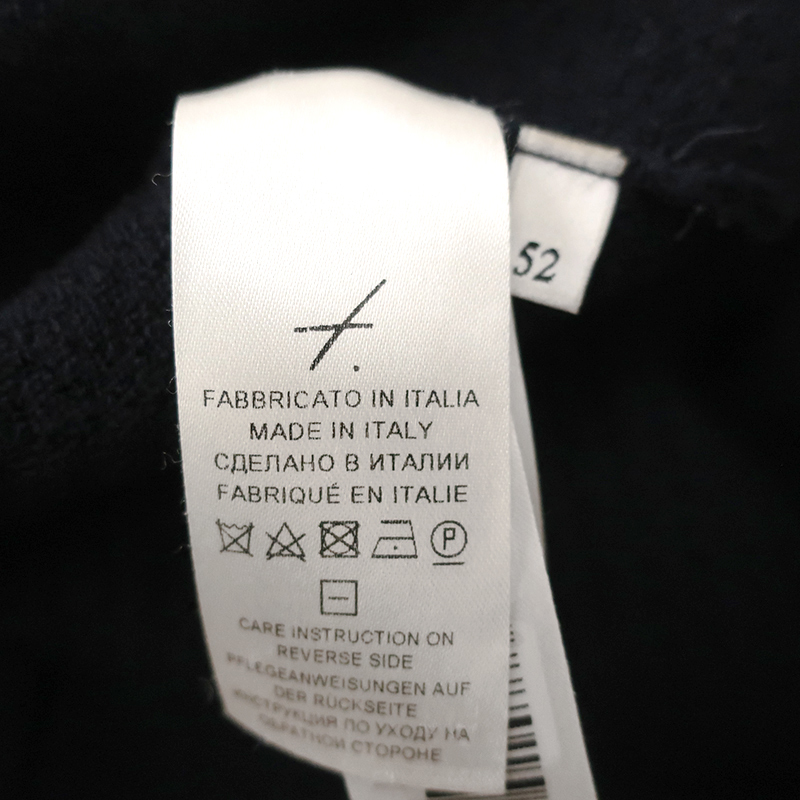 52
FABBRICATO IN ITALIA
MADE IN ITALY
СДЕЛАНО В ИТАЛИИ
FABRIQUÉ EN ITALIE
P
CARE INSTRUCTION ON
REVERSE SIDE
PFLEGEANWEISUNGEN AUF
DER RÜCKSEITE
ИНСТРУКЦИЯ ПО УХОДУ НА
ОБРАТНОЙ СТОРОНЕ